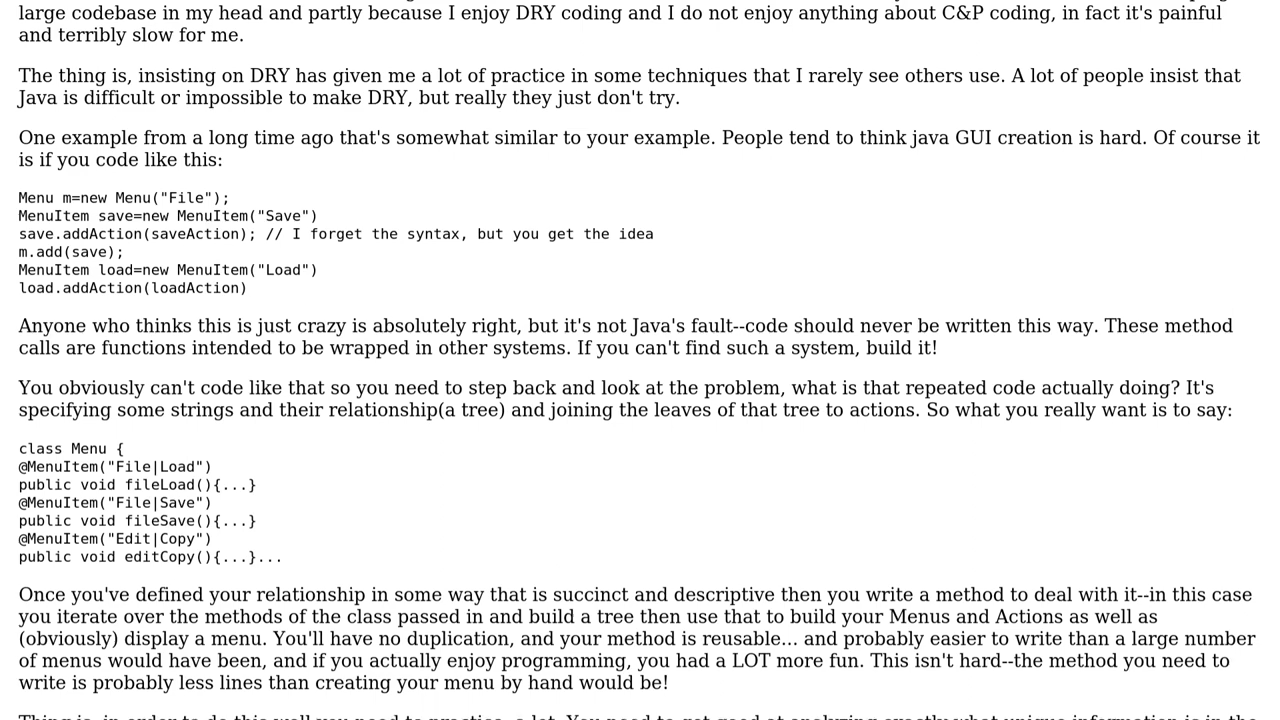 large codebase in my head and partly because I enjoy DRY coding and I do not enjoy anything about C&P coding, in fact it's painful
and terribly slow for me.
The thing is, insisting on DRY has given me a lot of practice in some techniques that I rarely see others use. A lot of people insist that
Java is difficult or impossible to make DRY, but really they just don't try.
One example from a long time ago that's somewhat similar to your example. People tend to think java GUI creation is hard. Of course it
is if you code like this:
Menu m=new Menu("File");
MenuItem save=new MenuItem("Save")
save.addAction(saveAction); // I forget the syntax, but you get the idea
m.add(save);
MenuItem load=new MenuItem("Load")
load.addAction(loadAction)
Anyone who thinks this is just crazy is absolutely right, but it's not Java's fault--code should never be written this way. These method
calls are functions intended to be wrapped in other systems. If you can't find such a system, build it!
You obviously can't code like that so you need to step back and look at the problem, what is that repeated code actually doing? It's
specifying some strings and their relationship(a tree) and joining the leaves of that tree to actions. So what you really want is to say:
class Menu {
@MenuItem("File|Load")
public void fileLoad(){...}
@MenuItem("File|Save")
public void fileSave(){...}
@MenuItem("Edit|Copy")
public void editCopy(){...}...
Once you've defined your relationship in some way that is succinct and descriptive then you write a method to deal with it--in this case
you iterate over the methods of the class passed in and build a tree then use that to build your Menus and Actions as well as
(obviously) display a menu. You'll have no duplication, and your method is reusable... and probably easier to write than a large number
of menus would have been, and if you actually enjoy programming, you had a LOT more fun. This isn't hard--the method you need to
write is probably less lines than creating your menu by hand would be!